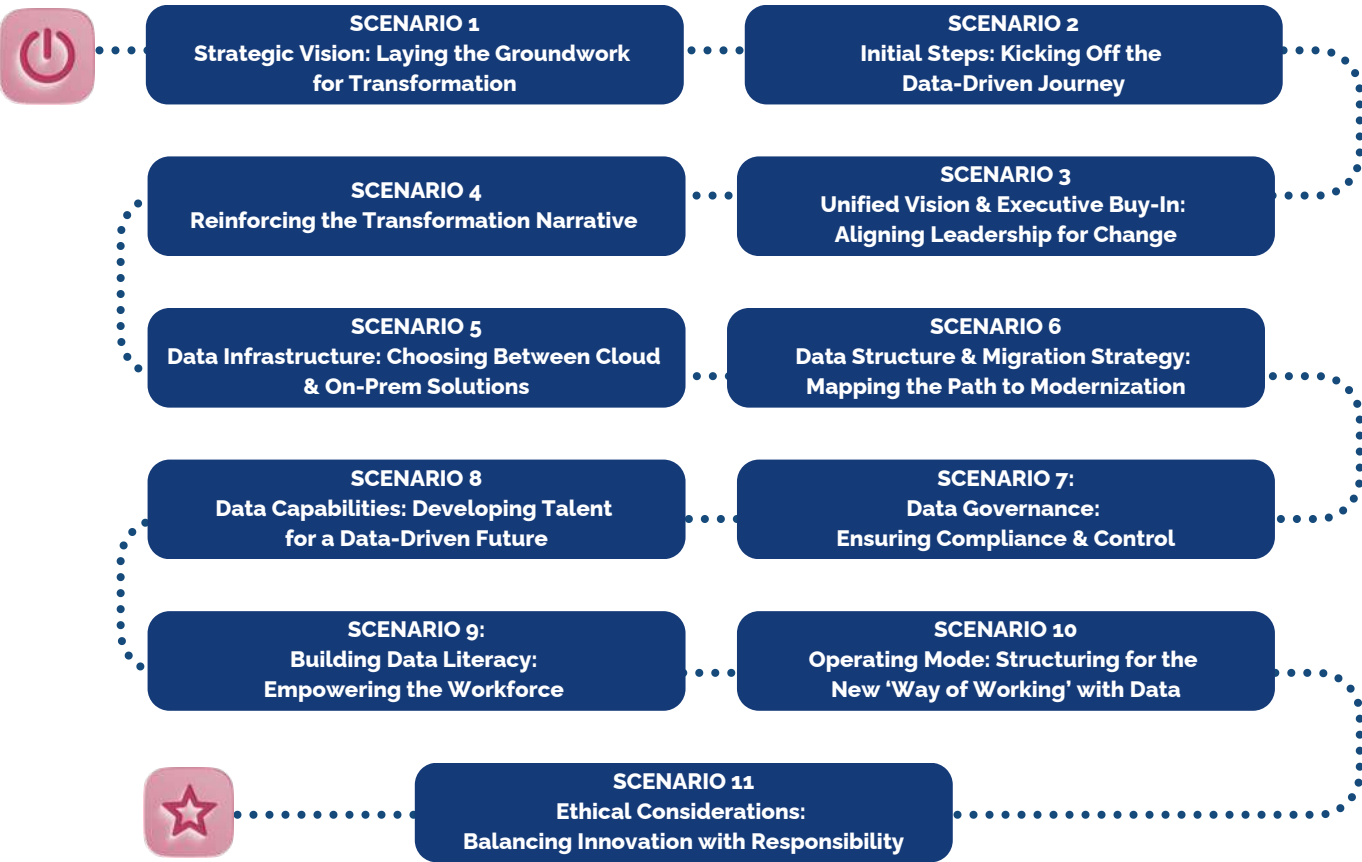 SCENARIO 1
Strategic Vision: Laying the Groundwork
for Transformation
SCENARIO 2
Initial Steps: Kicking Off the
Data-Driven Journey
SCENARIO 3
Unified Vision & Executive Buy-In:
Aligning Leadership for Change
SCENARIO 4
Reinforcing the Transformation Narrative
SCENARIO 5
Data Infrastructure: Choosing Between Cloud
& On-Prem Solutions
SCENARIO 6
Data Structure & Migration Strategy:
Mapping the Path to Modernization
SCENARIO 7:
Data Governance:
Ensuring Compliance & Control
SCENARIO 8
Data Capabilities: Developing Talent
for a Data-Driven Future
SCENARIO 9:
Building Data Literacy:
Empowering the Workforce
SCENARIO 10
Operating Mode: Structuring for the
New ‘Way of Working’ with Data
SCENARIO 11
Ethical Considerations:
Balancing Innovation with Responsibility